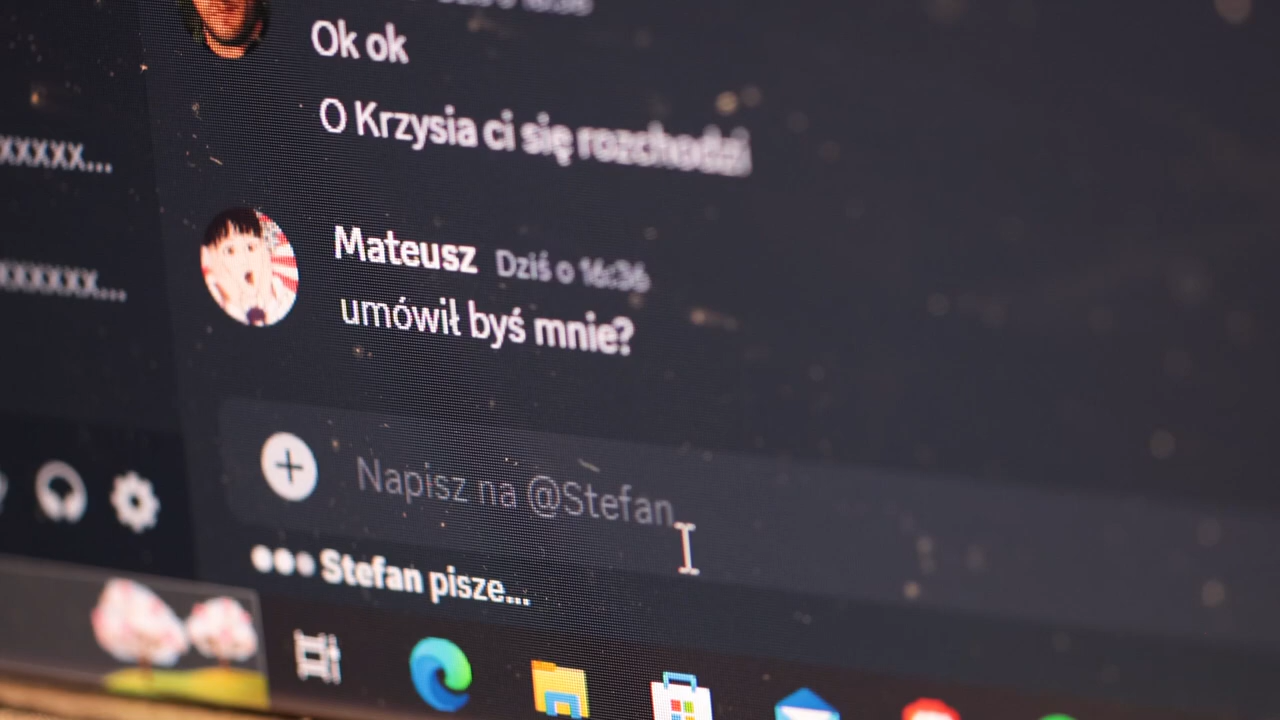 Ok ok
O Krzysia ci się rozchodzi
xxxxx...
Mateusz Dziś o 16:36
xxxxxx...
umówił byś mnie?
Napisz na @Stefan
Stefan pisze...